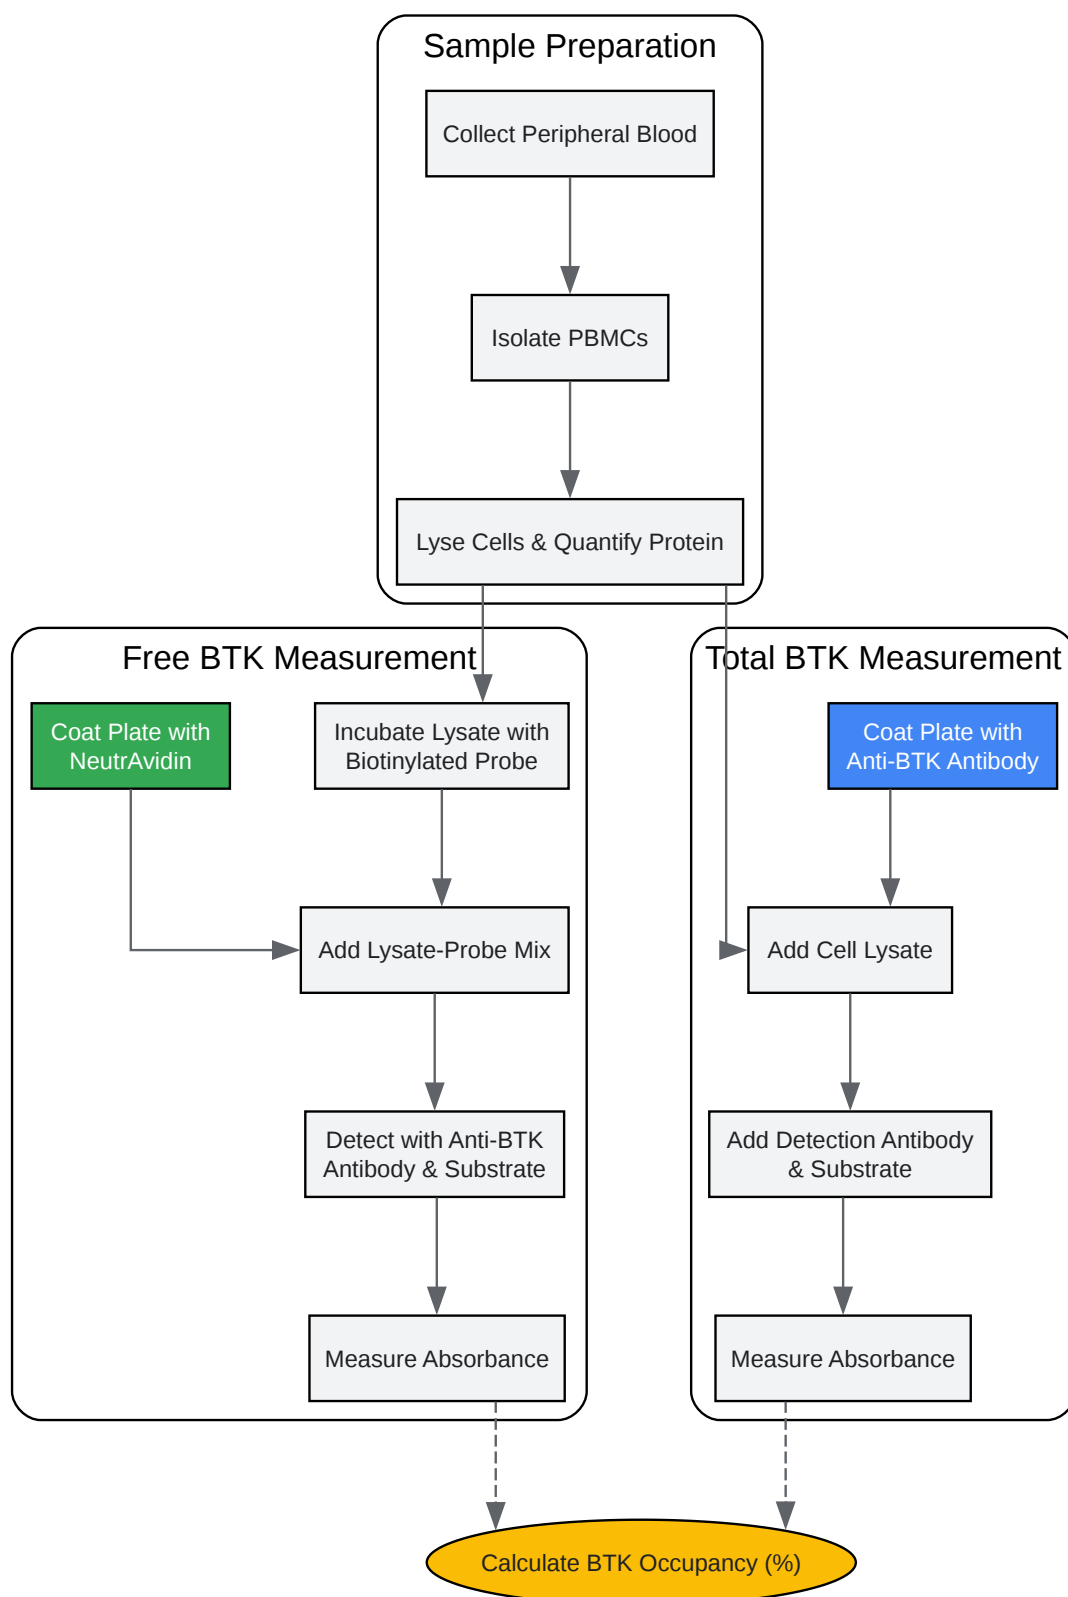 Sample Preparation
Collect Peripheral Blood
Isolate PBMCs
Lyse Cells & Quantify Protein
Free BTK Measurement
Coat Plate with
NeutrAvidin
Incubate Lysate with
Biotinylated Probe
Add Lysate-Probe Mix
Detect with Anti-BTK
Antibody & Substrate
Measure Absorbance
Total BTK Measurement
Coat Plate with
Anti-BTK Antibody
Add Cell Lysate
Add Detection Antibody
& Substrate
Measure Absorbance
Calculate BTK Occupancy (%)